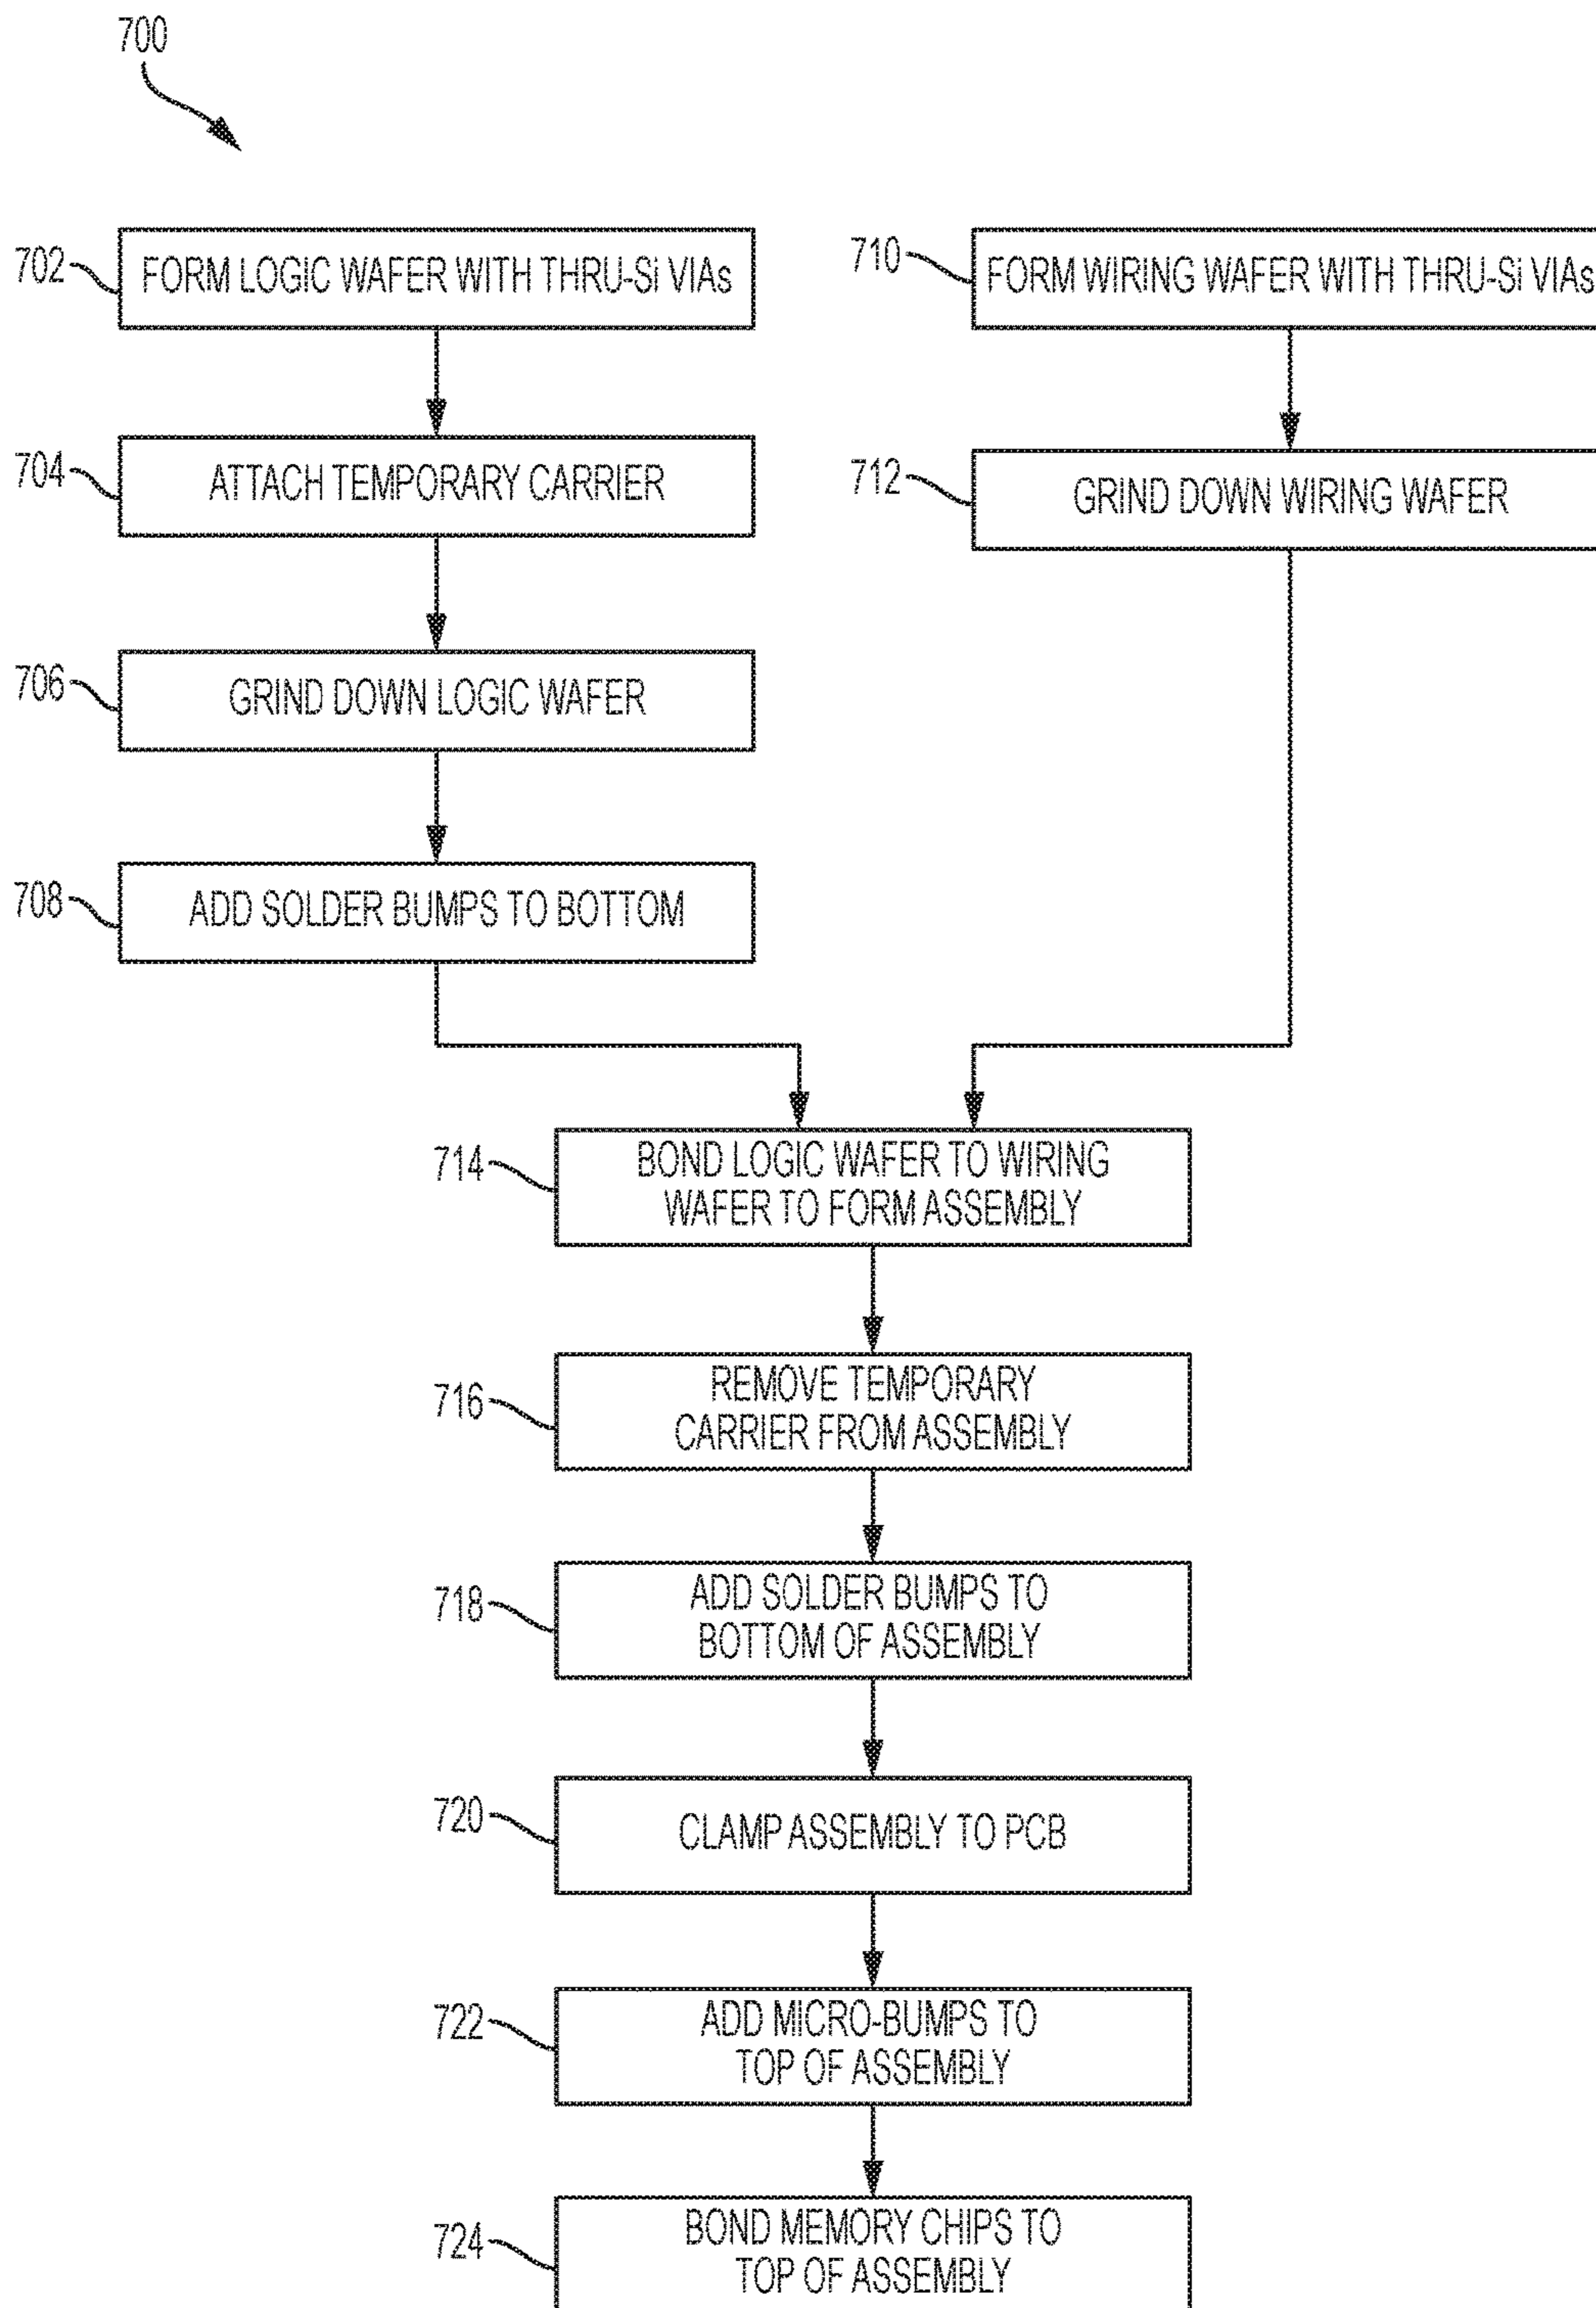 700
702
FORM LOGIC WAFER WITH THRU-Si VIAs
710
FORM WIRING WAFER WITH THRU-Si VIAs
704
ATTACH TEMPORARY CARRIER
712
GRIND DOWN WIRING WAFER
706
GRIND DOWN LOGIC WAFER
708
ADD SOLDER BUMPS TO BOTTOM
714
BOND LOGIC WAFER TO WIRING
WAFER TO FORM ASSEMBLY
716
REMOVE TEMPORARY
CARRIER FROM ASSEMBLY
718
ADD SOLDER BUMPS TO
BOTTOM OF ASSEMBLY
720
CLAMP ASSEMBLY TO PCB
722
ADD MICRO-BUMPS TO
TOP OF ASSEMBLY
724
BOND MEMORY CHIPS TO
TOP OF ASSEMBLY